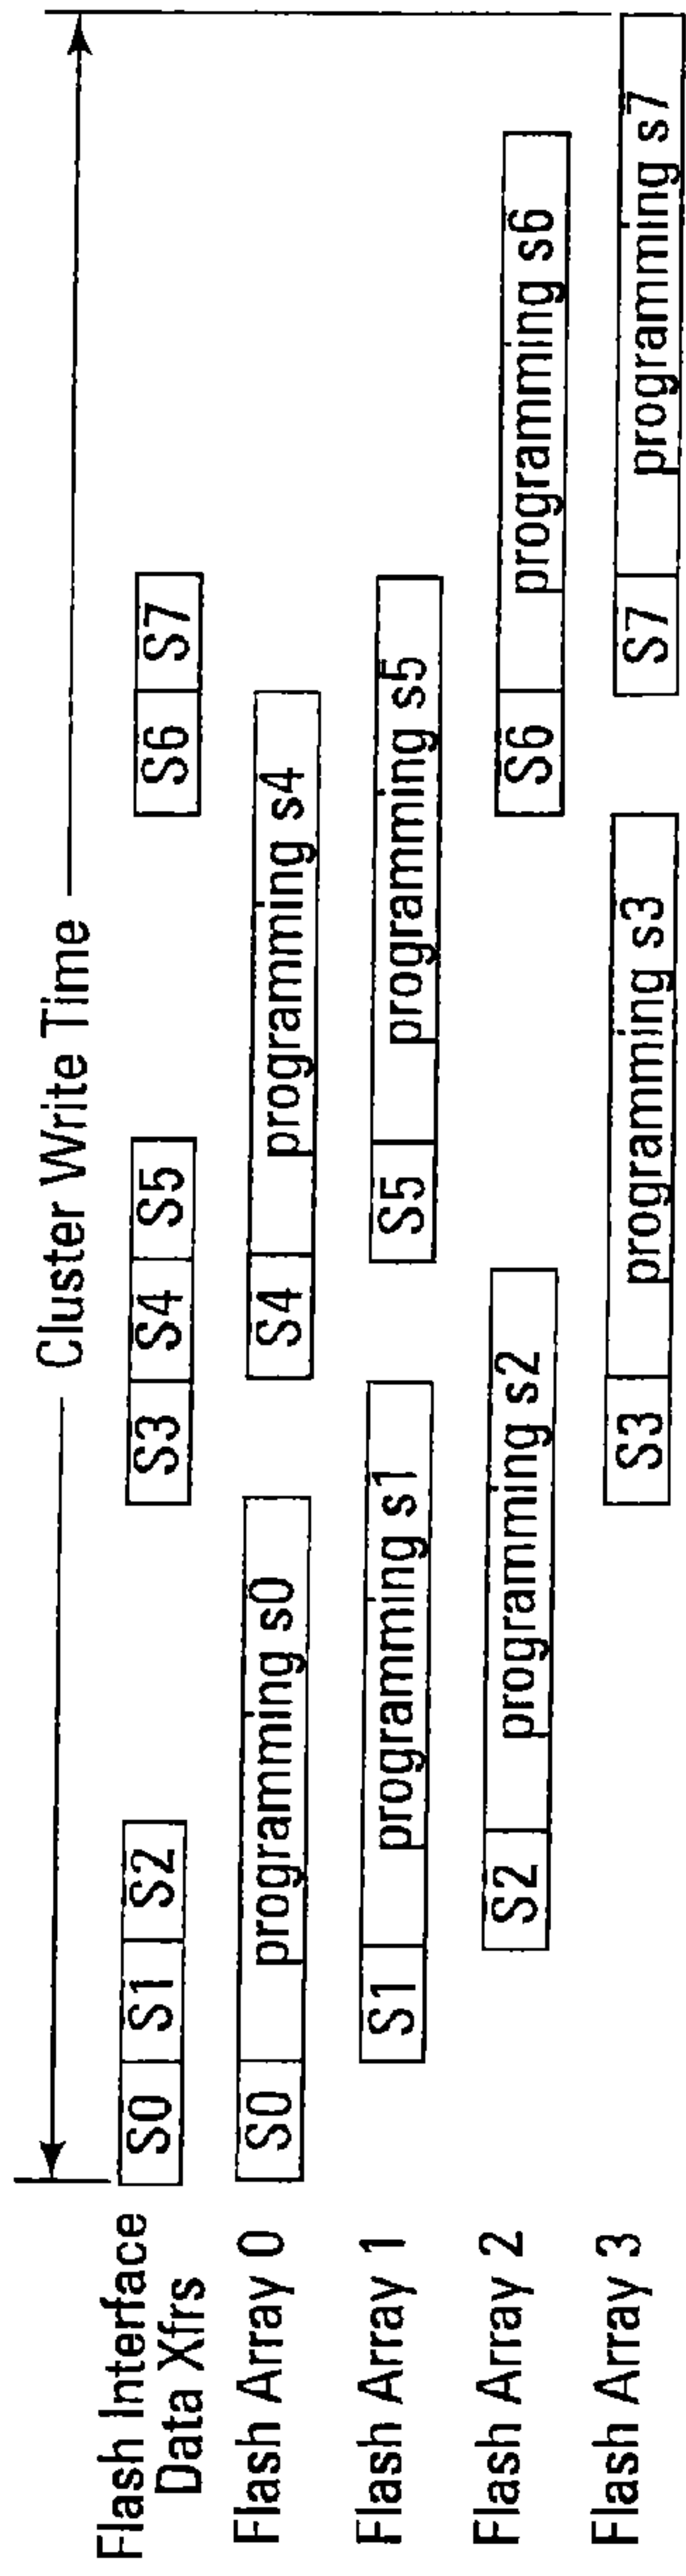 Cluster Write Time
Flash Interface
Data Xfrs
S0 S1 S2 S3 S4 S5 S6 S7
Flash Array 0 S0 programming s0 S4 programming s4
Flash Array 1 S1 programming s1 S5 programming s5
Flash Array 2 S2 programming s2 S6 programming s6
Flash Array 3 S3 programming s3 S7 programming s7